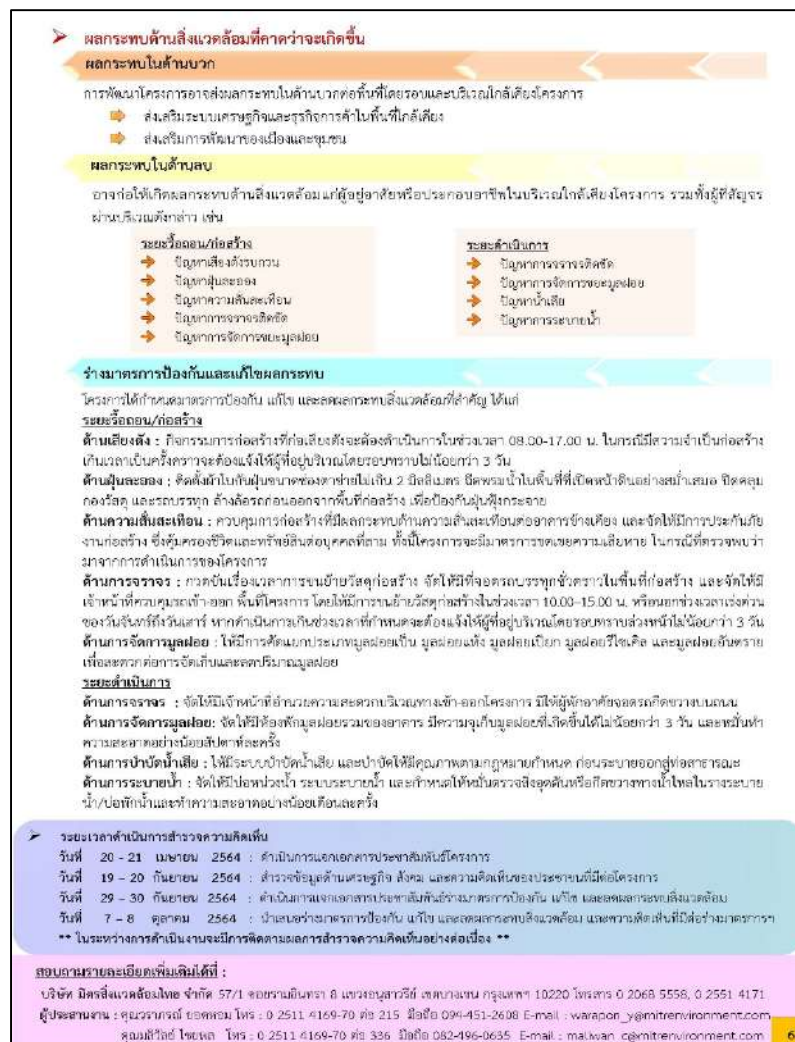 ผลกระทบด้านสิ่งแวดล้อมที่คาดว่าจะเกิดขึ้น
ผลกระทบในด้านบวก
การพัฒนาโครงการอาจส่งผลกระทบในด้านบวกต่อพื้นที่โดยรอบและบริเวณใกล้เคียงโครงการ
ส่งเสริมระบบเศรษฐกิจและธุรกิจการค้าในพื้นที่ใกล้เคียง
ส่งเสริมการพัฒนาของเมืองและชุมชน
ผลกระทบในด้านลบ
อาจก่อให้เกิดผลกระทบด้านสิ่งแวดล้อมแก่ผู้อยู่อาศัยหรือประกอบอาชีพในบริเวณใกล้เคียงโครงการ รวมทั้งผู้ที่สัญจร
ผ่านบริเวณดังกล่าว เช่น
ระยะรื้อถอน/ก่อสร้าง
ปัญหาเสียงดังรบกวน
ปัญหาฝุ่นละออง
ปัญหาความสั่นสะเทือน
ปัญหาการจราจรติดขัด
ปัญหาการจัดการขยะมูลฝอย
ระยะดำเนินการ
ปัญหาการจราจรติดขัด
ปัญหาการจัดการขยะมูลฝอย
ปัญหาน้ำเสีย
ปัญหาการระบายน้ำ
ร่างมาตรการป้องกันและแก้ไขผลกระทบ
โครงการได้กำหนดมาตรการป้องกัน แก้ไข และลดผลกระทบสิ่งแวดล้อมที่สำคัญ ได้แก่
ระยะรื้อถอน/ก่อสร้าง
ด้านเสียงดัง : กิจกรรมการก่อสร้างที่ก่อเสียงดังจะต้องดำเนินการในช่วงเวลา 08.00-17.00 น. ในกรณีมีความจำเป็นก่อสร้าง
เกินเวลาเป็นครั้งคราวจะต้องแจ้งให้ผู้ที่อยู่บริเวณโดยรอบทราบไม่น้อยกว่า 3 วัน
ด้านฝุ่นละออง : ติดตั้งผ้าใบกันฝุ่นขนาดช่องตาข่ายไม่เกิน 2 มิลลิเมตร ฉีดพรมน้ำในพื้นที่ที่เปิดหน้าดินอย่างสม่ำเสมอ ปิดคลุม
กองวัสดุ และรถบรรทุก ล้างล้อรถก่อนออกจากพื้นที่ก่อสร้าง เพื่อป้องกันฝุ่นฟุ้งกระจาย
ด้านความสั่นสะเทือน : ควบคุมการก่อสร้างที่มีผลกระทบด้านความสั่นสะเทือนต่ออาคารข้างเคียง และจัดให้มีการประกันภัย
งานก่อสร้าง ซึ่งคุ้มครองชีวิตและทรัพย์สินต่อบุคคลที่สาม ทั้งนี้โครงการจะมีมาตรการชดเชยความเสียหาย ในกรณีที่ตรวจพบว่า
มาจากการดำเนินการของโครงการ
ด้านการจราจร : กวดขันเรื่องเวลาการขนย้ายวัสดุก่อสร้าง จัดให้มีที่จอดรถบรรทุกชั่วคราวในพื้นที่ก่อสร้าง และจัดให้มี
เจ้าหน้าที่ควบคุมรถเข้า-ออก พื้นที่โครงการ โดยให้มีการขนย้ายวัสดุก่อสร้างในช่วงเวลา 10.00-15.00 น. หรือนอกช่วงเวลาเร่งด่วน
ของวันจันทร์ถึงวันเสาร์ หากดำเนินการเกินช่วงเวลาที่กำหนดจะต้องแจ้งให้ผู้ที่อยู่บริเวณโดยรอบทราบล่วงหน้าไม่น้อยกว่า 3 วัน
ด้านการจัดการมูลฝอย : ให้มีการคัดแยกประเภทมูลฝอยเป็น มูลฝอยแห้ง มูลฝอยเปียก มูลฝอยรีไซเคิล และมูลฝอยอันตราย
เพื่อสะดวกต่อการจัดเก็บและลดปริมาณมูลฝอย
ระยะดำเนินการ
ด้านการจราจร : จัดให้มีเจ้าหน้าที่อำนวยความสะดวกบริเวณทางเข้า-ออกโครงการ มิให้ผู้พักอาศัยจอดรถกีดขวางบนถนน
ด้านการจัดการมูลฝอย: จัดให้มีห้องพักมูลฝอยรวมของอาคาร มีความจุเก็บมูลฝอยที่เกิดขึ้นได้ไม่น้อยกว่า 3 วัน และหมั่นทำ
ความสะอาดอย่างน้อยสัปดาห์ละครั้ง
ด้านการบำบัดน้ำเสีย : ให้มีระบบบำบัดน้ำเสีย และบำบัดให้มีคุณภาพตามกฎหมายกำหนด ก่อนระบายออกสู่ท่อสาธารณะ
ด้านการระบายน้ำ : จัดให้มีบ่อหน่วงน้ำ ระบบระบายน้ำ และกำหนดให้หมั่นตรวจสิ่งอุดตันหรือกีดขวางทางน้ำไหลในรางระบาย
น้ำ/บ่อพักน้ำและทำความสะอาดอย่างน้อยเดือนละครั้ง
ระยะเวลาดำเนินการสำรวจความคิดเห็น
วันที่ 20 - 21 เมษายน 2564 : ดำเนินการแจกเอกสารประชาสัมพันธ์โครงการ
วันที่ 19 - 20 กันยายน 2564 : สำรวจข้อมูลด้านเศรษฐกิจ สังคม และความคิดเห็นของประชาชนที่มีต่อโครงการ
วันที่ 29 - 30 กันยายน 2564 : ดำเนินการแจกเอกสารประชาสัมพันธ์ร่างมาตรการป้องกัน แก้ไข และลดผลกระทบสิ่งแวดล้อม
วันที่ 7 - 8 ตุลาคม 2564 : นำเสนอร่างมาตรการป้องกัน แก้ไข และลดผลกระทบสิ่งแวดล้อม และความคิดเห็นที่มีต่อร่างมาตรการฯ
** ในระหว่างการดำเนินงานจะมีการติดตามผลการสำรวจความคิดเห็นอย่างต่อเนื่อง **
สอบถามรายละเอียดเพิ่มเติมได้ที่ :
บริษัท มิตรสิ่งแวดล้อมไทย จำกัด 57/1 ซอยรามอินทรา 8 แขวงอนุสาวรีย์ เขตบางเขน กรุงเทพฯ 10220 โทรสาร 0 2068 5558, 0 2551 4171
ผู้ประสานงาน : คุณวราภรณ์ ยอดหอม โทร : 0 2511 4169-70 ต่อ 215 มือถือ 094-451-2608 E-mail : warapon_y@mitrenvironment.com
คุณมลิวัลย์ ไชยหล โทร : 0 2511 4169-70 ต่อ 336 มือถือ 082-496-0635 E-mail : maliwan_c@mitrenvironment.com
6